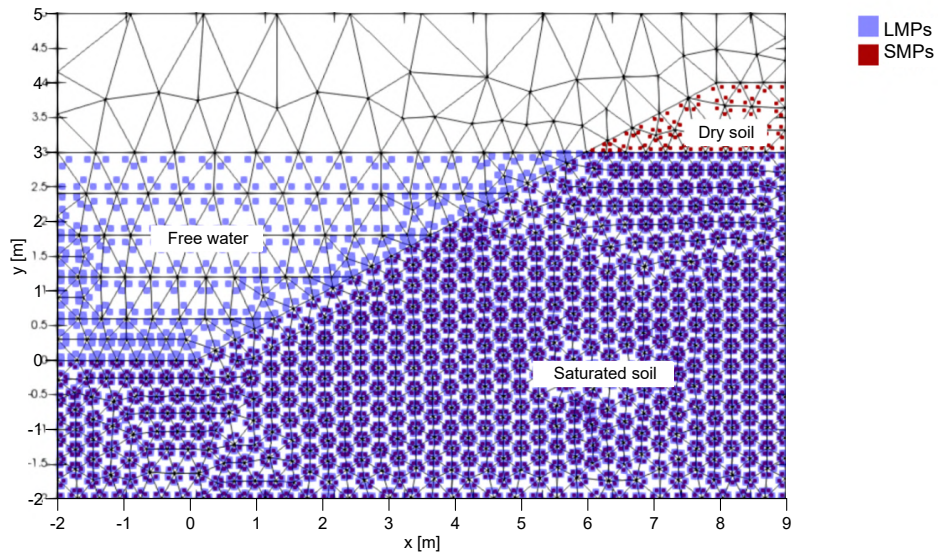 LMPs
SMPs
5
4.5
4
3.5
3
2.5
2
1.5
1
0.5
0
-0.5
-1
-1.5
-2
y [m]
Dry soil
Free water
Saturated soil
-2 -1 0 1 2 3 4 5 6 7 8 9
x [m]